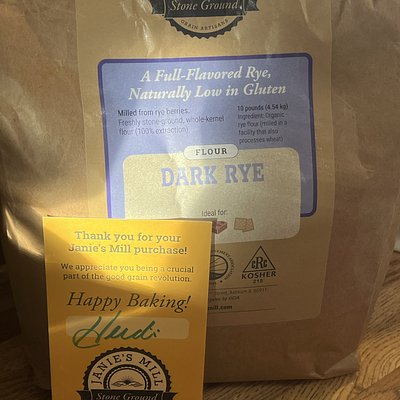 Stone Ground
GRAIN ARTISANS
A Full-Flavored Rye,
Naturally Low in Gluten
Milled from rye berries:
Freshly stone-ground, whole-kernel
flour (100% extraction)
10 pounds (4.54 kg)
Ingredient: Organic
rye flour (milled in a
facility that also
processes wheat)
FLOUR
DARK RYE
Ideal for:
cRc
KOSHER
Thank you for your
Janie's Mill purchase!
We appreciate you being a crucial
part of the good grain revolution.
Happy Baking!
Heidi
JANIE'S MILL
Stone Ground